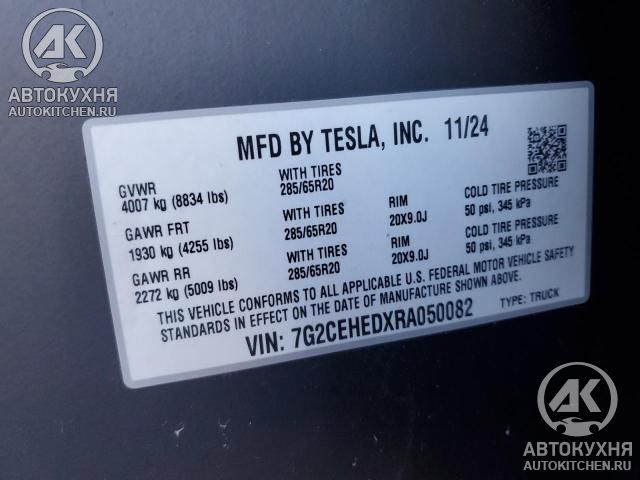 AK
АВТОКУХНЯ
AUTOKITCHEN.RU
MFD BY TESLA, INC. 11/24
GVWR
4007 kg (8834 lbs)
WITH TIRES
285/65R20
GAWR FRT
1930 kg (4255 lbs)
WITH TIRES
285/65R20
RIM
20X9.0J
COLD TIRE PRESSURE
50 psi, 345 kPa
GAWR RR
2272 kg (5009 lbs)
WITH TIRES
285/65R20
RIM
20X9.0J
COLD TIRE PRESSURE
50 psi, 345 kPa
THIS VEHICLE CONFORMS TO ALL APPLICABLE U.S. FEDERAL MOTOR VEHICLE SAFETY
STANDARDS IN EFFECT ON THE DATE OF MANUFACTURE SHOWN ABOVE.
VIN: 7G2CEHEDXRA050082
TYPE: TRUCK
AK
АВТОКУХНЯ
AUTOKITCHEN.RU